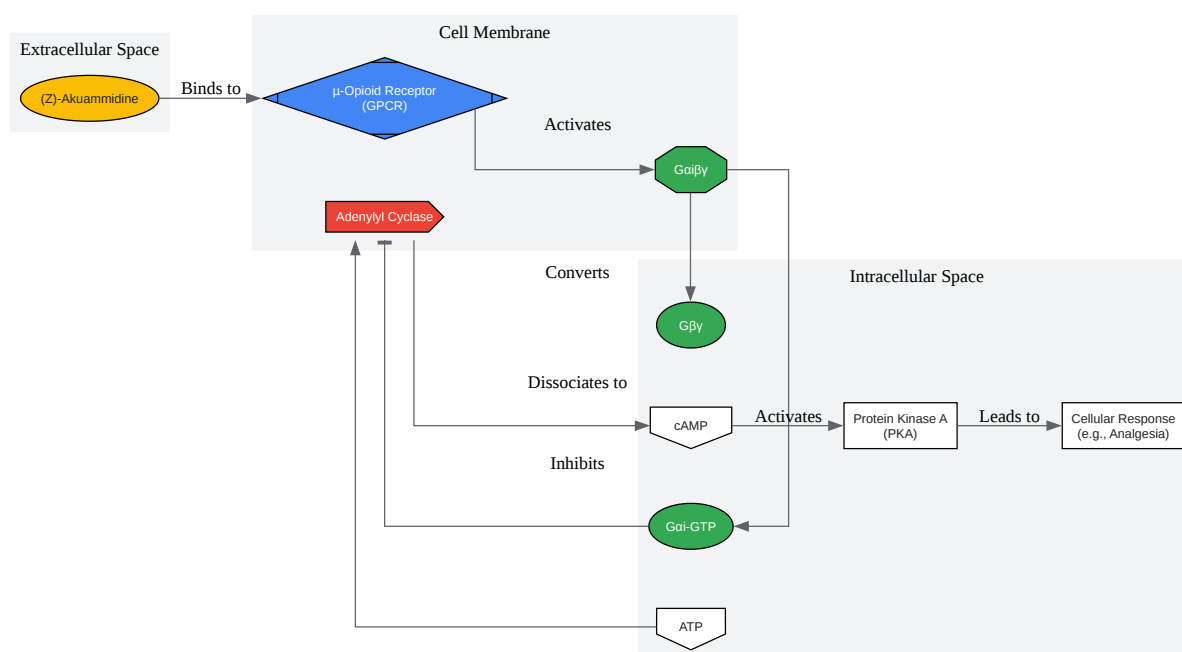 Cell Membrane
Extracellular Space
(Z)-Akuammidine
Binds to
µ-Opioid Receptor
(GPCR)
Activates
Gαiβγ
Adenylyl Cyclase
Converts
Intracellular Space
Gβγ
Dissociates to
cAMP
Activates
Protein Kinase A
(PKA)
Leads to
Cellular Response
(e.g., Analgesia)
Inhibits
Gαi-GTP
ATP